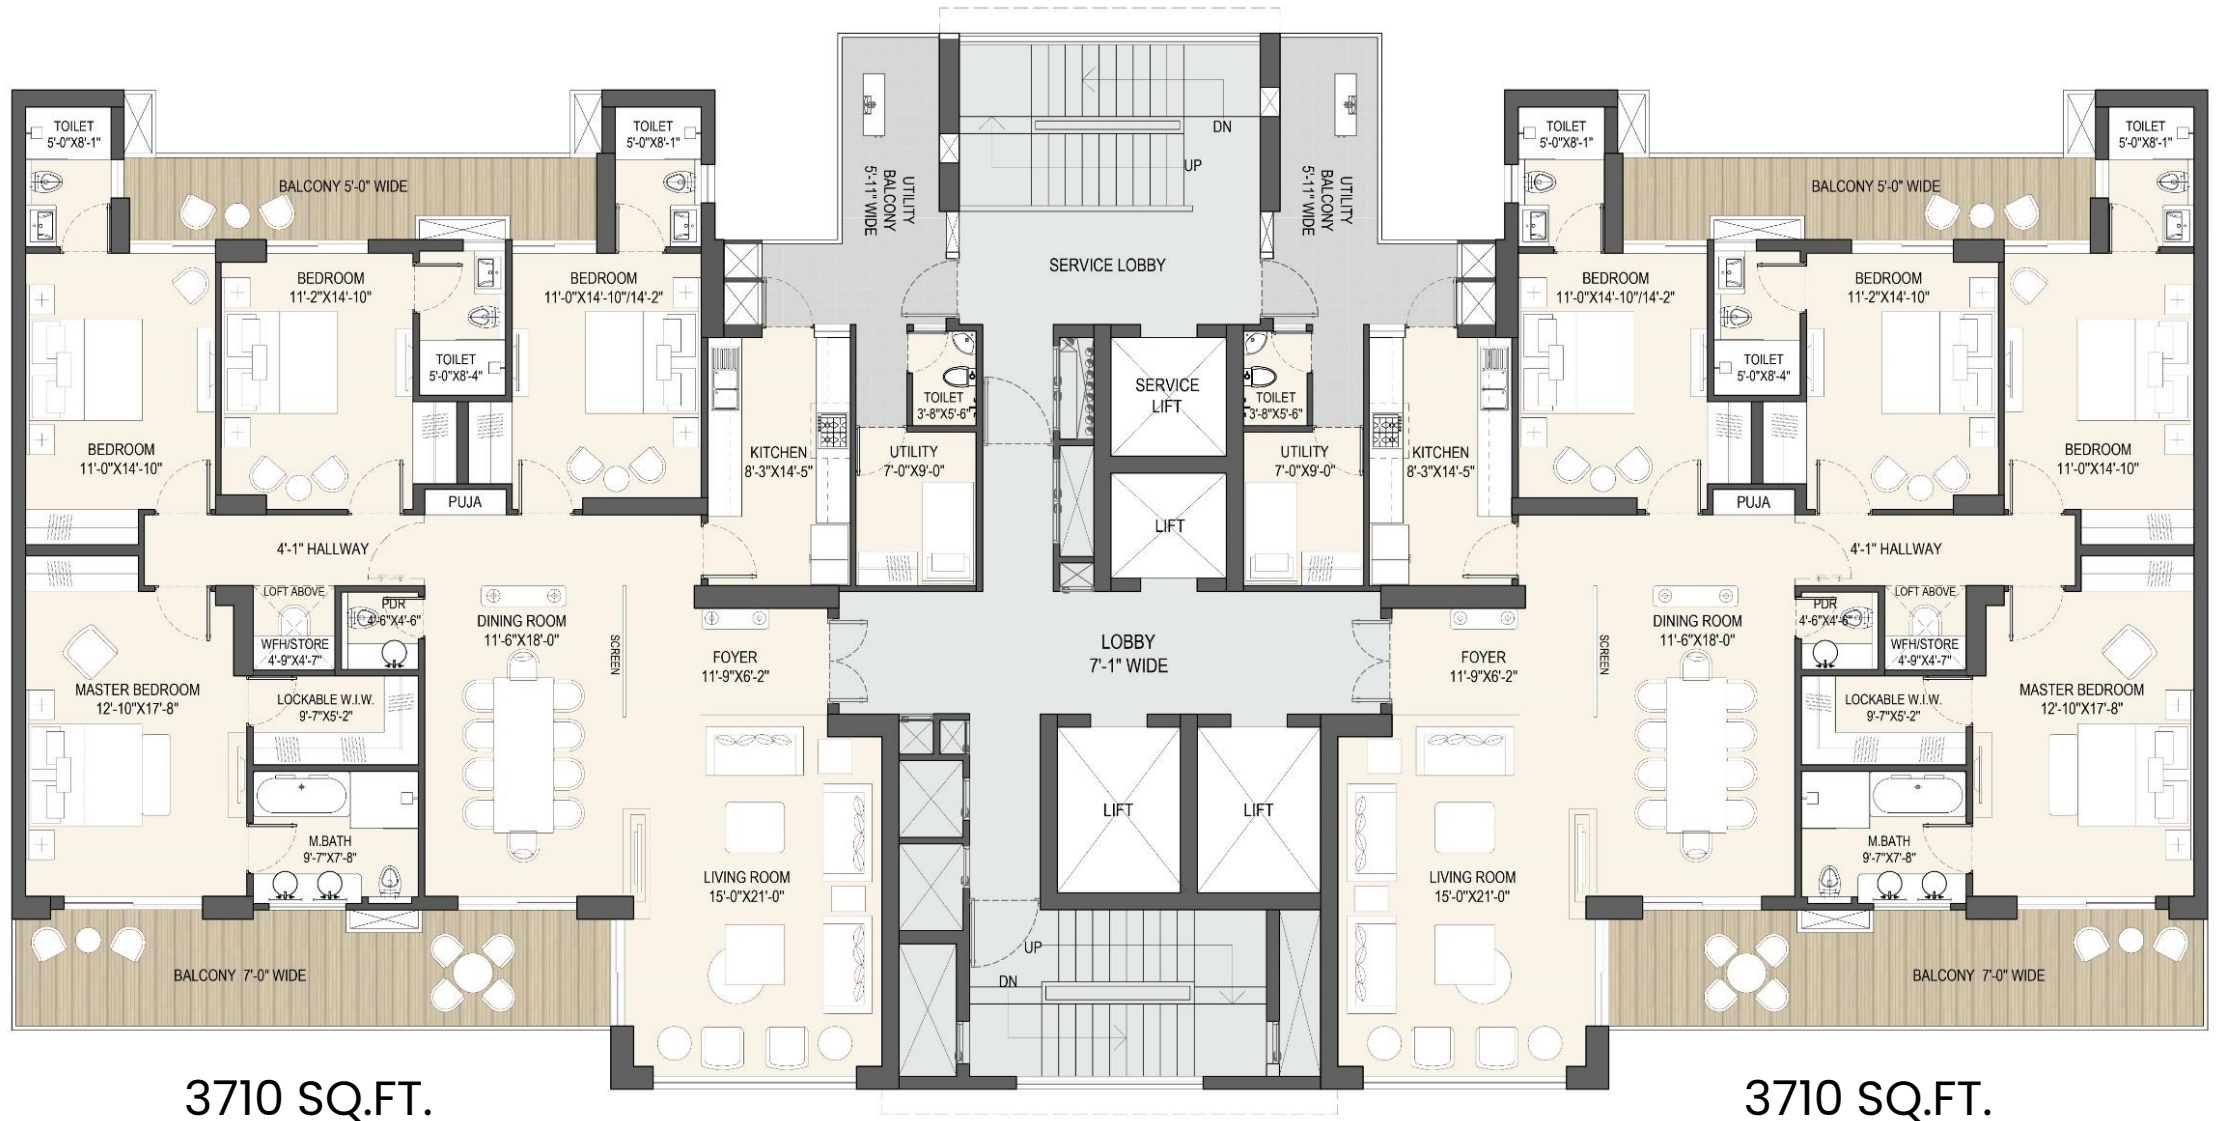 TOILET
5'-0"X8'-1"
BALCONY 5'-0" WIDE
TOILET
5'-0"X8'-1"
UTILITY
BALCONY
5'-11" WIDE
DN
UP
UTILITY
BALCONY
5'-11" WIDE
TOILET
5'-0"X8'-1"
BALCONY 5'-0" WIDE
TOILET
5'-0"X8'-1"
SERVICE LOBBY
BEDROOM
11'-2"X14'-10"
BEDROOM
11'-0"X14'-10"/14'-2"
BEDROOM
11'-0"X14'-10"/14'-2"
BEDROOM
11'-2"X14'-10"
TOILET
5'-0"X8'-4"
TOILET
3'-8"X5'-6"
SERVICE
LIFT
TOILET
3'-8"X5'-6"
TOILET
5'-0"X8'-4"
BEDROOM
11'-0"X14'-10"
KITCHEN
8'-3"X14'-5"
UTILITY
7'-0"X9'-0"
UTILITY
7'-0"X9'-0"
KITCHEN
8'-3"X14'-5"
BEDROOM
11'-0"X14'-10"
PUJA
LIFT
PUJA
4'-1" HALLWAY
4'-1" HALLWAY
LOFT ABOVE
WFH/STORE
4'-9"X4'-7"
PDR
4'-6"X4'-6"
DINING ROOM
11'-6"X18'-0"
SCREEN
FOYER
11'-9"X6'-2"
LOBBY
7'-1" WIDE
FOYER
11'-9"X6'-2"
SCREEN
DINING ROOM
11'-6"X18'-0"
PDR
4'-6"X4'-6"
LOFT ABOVE
WFH/STORE
4'-9"X4'-7"
MASTER BEDROOM
12'-10"X17'-8"
LOCKABLE W.I.W.
9'-7"X5'-2"
LOCKABLE W.I.W.
9'-7"X5'-2"
MASTER BEDROOM
12'-10"X17'-8"
LIFT
LIFT
M.BATH
9'-7"X7'-8"
M.BATH
9'-7"X7'-8"
LIVING ROOM
15'-0"X21'-0"
LIVING ROOM
15'-0"X21'-0"
UP
DN
BALCONY 7'-0" WIDE
BALCONY 7'-0" WIDE
3710 SQ.FT.
3710 SQ.FT.